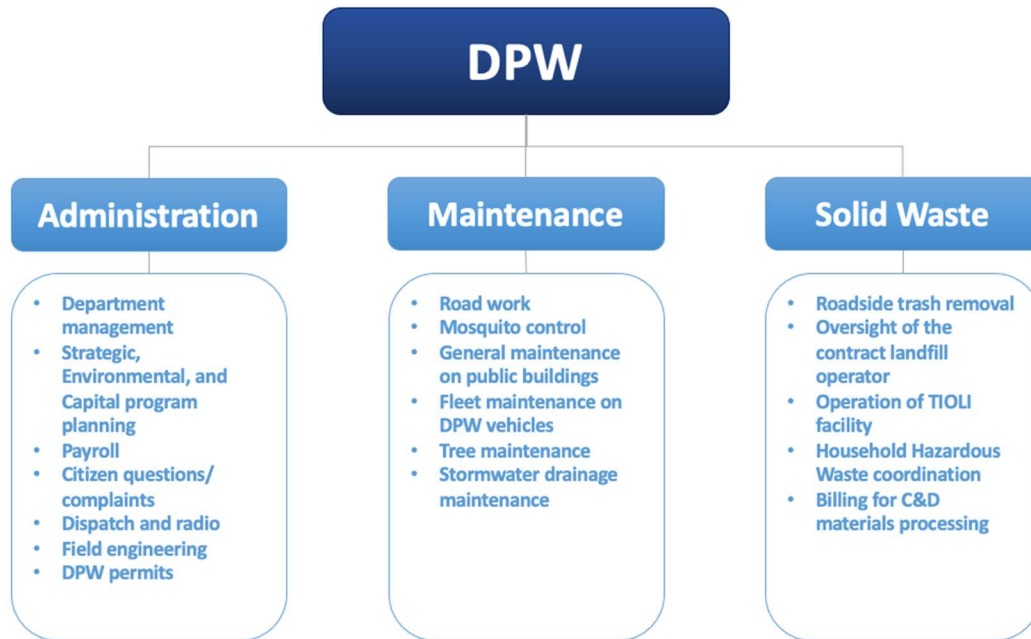 DPW
Administration
• Department
management
• Strategic,
Environmental, and
Capital program
planning
• Payroll
• Citizen questions/
complaints
• Dispatch and radio
• Field engineering
• DPW permits
Maintenance
• Road work
• Mosquito control
• General maintenance
on public buildings
• Fleet maintenance on
DPW vehicles
• Tree maintenance
• Stormwater drainage
maintenance
Solid Waste
• Roadside trash removal
• Oversight of the
contract landfill
operator
• Operation of TIOLI
facility
• Household Hazardous
Waste coordination
• Billing for C&D
materials processing